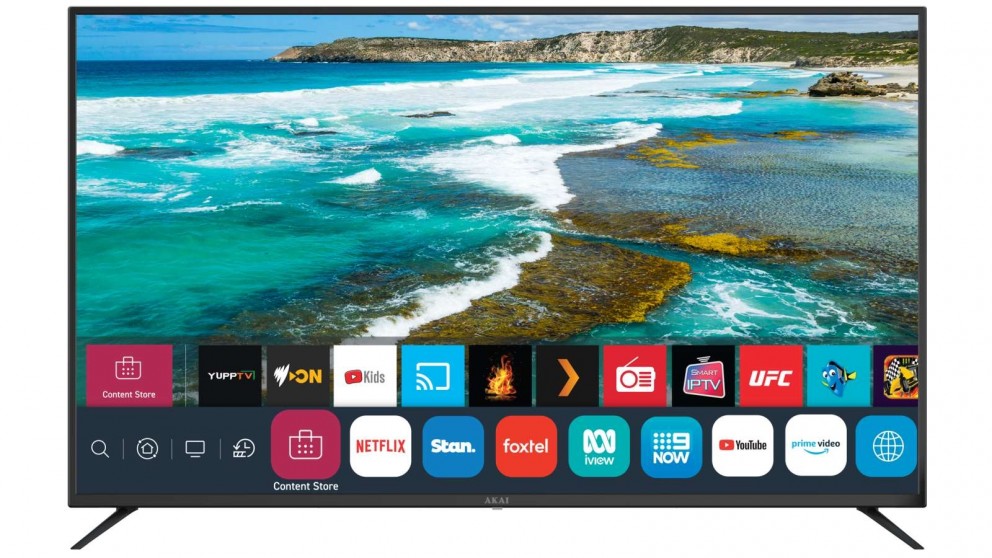 Content Store
YUPPTV
ON
YouTube Kids
SMART
IPTV
UFC
Content Store
NETFLIX
Stan.
foxtel
iview
9
NOW
YouTube
prime video
AKAI